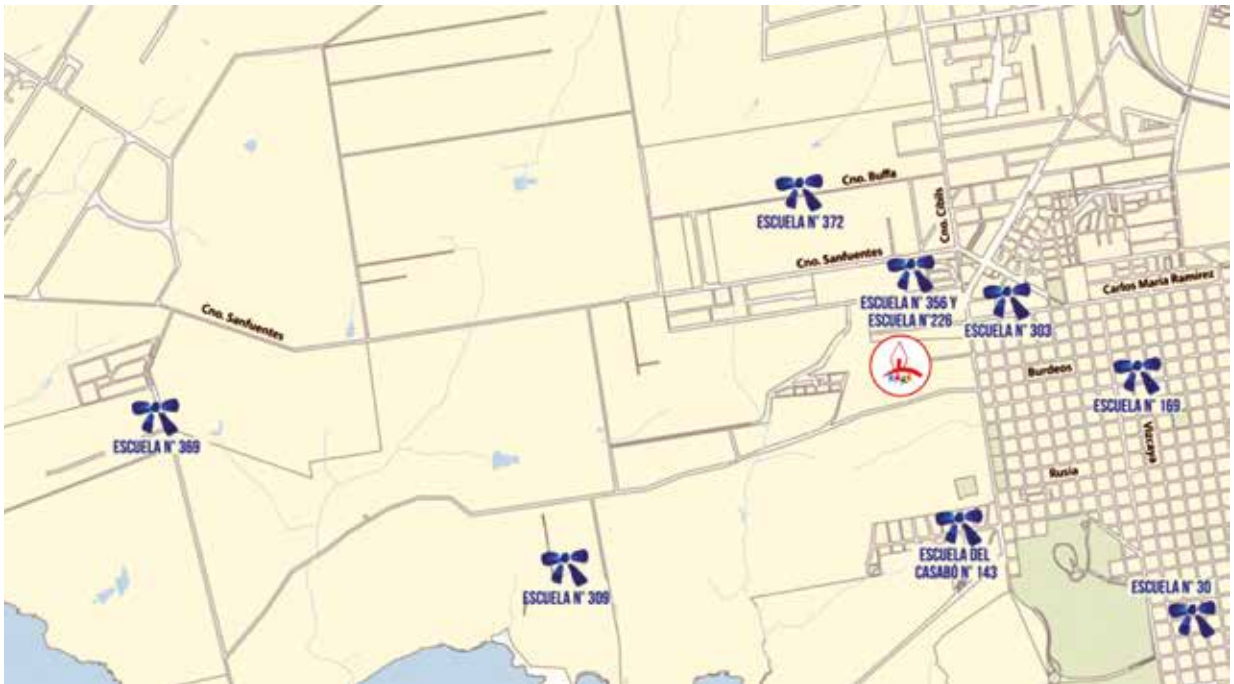 Cno. Buffa
ESCUELA N° 372
Cno. Cibils
Cno. Sanfuentes
Carlos María Ramírez
ESCUELA N° 356 Y
ESCUELA N°226
ESCUELA N° 303
Cno. Sanfuentes
Burdeos
ESCUELA N° 169
ESCUELA N° 369
Vizcaya
Rusia
ESCUELA DEL
CASABÓ N° 143
ESCUELA N° 309
ESCUELA N° 30